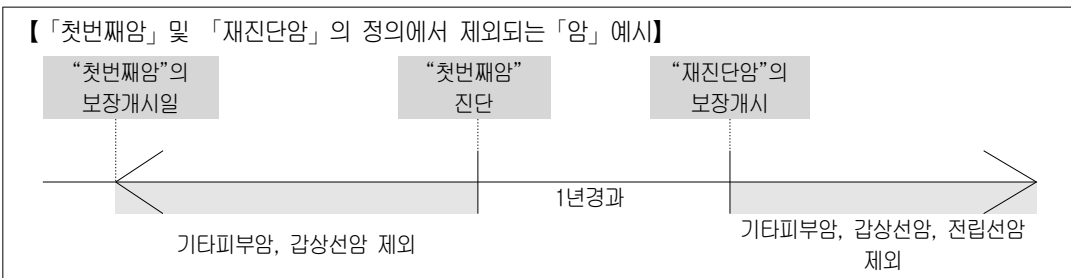 【「첫번째암」및 「재진단암」의 정의에서 제외되는「암」예시】
“첫번째암”의
보장개시일
“첫번째암”
진단
“재진단암”의
보장개시
1년경과
기타피부암, 갑상선암 제외
기타피부암, 갑상선암, 전립선암
제외